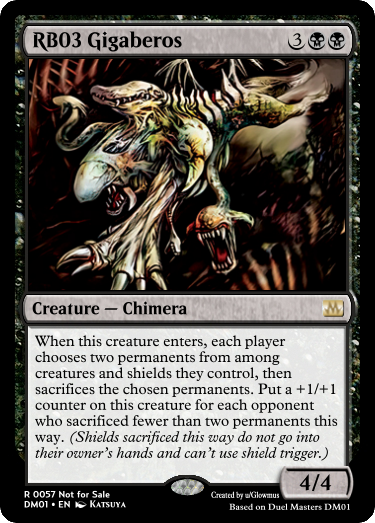 RB03 Gigaberos 3
Creature — Chimera
When this creature enters, each player
chooses two permanents from among
creatures and shields they control, then
sacrifices the chosen permanents. Put a +1/+1
counter on this creature for each opponent
who sacrificed fewer than two permanents this
way. (Shields sacrificed this way do not go into
their owner's hands and can't use shield trigger.)
4/4
R 0057 Not for Sale
DM01 • EN Katsuya
Created by u/Glowmus
Based on Duel Masters DM01